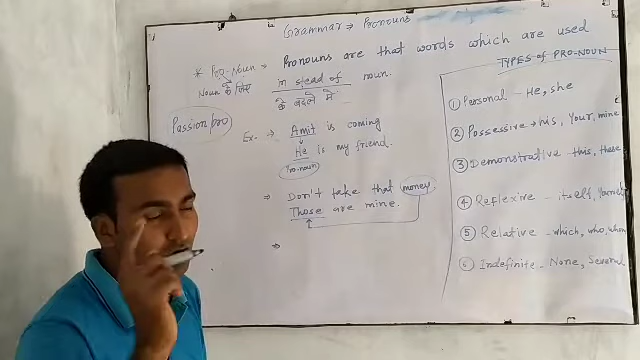 Grammar ⇒ Pronouns
* Pro-Noun ⇒ Pronouns are that words which are used
Noun के लिए in stead of noun.
के बदले में
Passion pro
Ex. → Amit is coming
He is my friend.
Pronoun
⇒ Don't take that money
Those are mine.
⇒
TYPES of PRO-NOUN
① Personal - He, she
② Possessive → his, your, mine
③ Demonstrative this, these
④ Reflexive - itself,
⑤ Relative - which, who, whom
⑥ Indefinite - None, Several